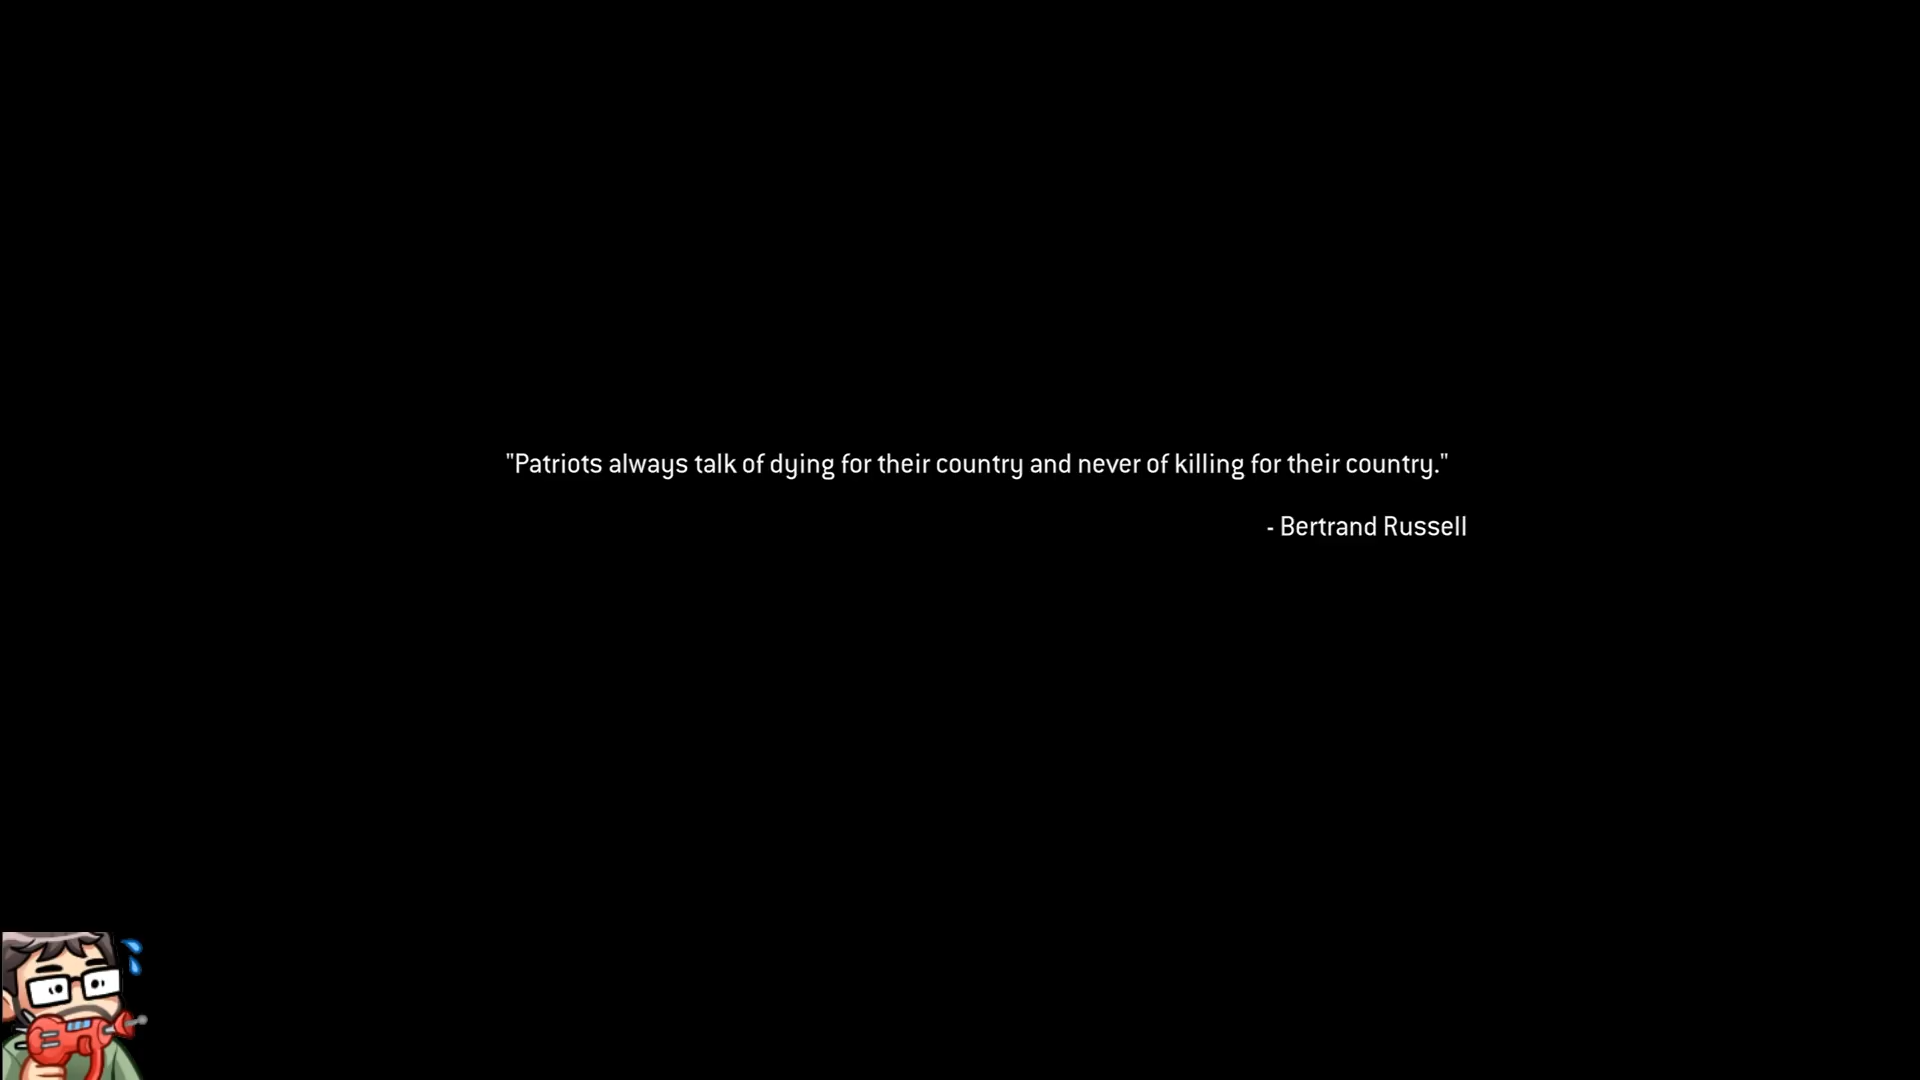 "Patriots always talk of dying for their country and never of killing for their country."
- Bertrand Russell